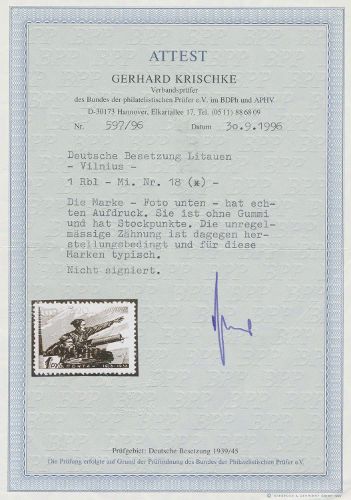 ATTEST
GERHARD KRISCHKE
Verbandsprüfer
des Bundes der philatelistischen Prüfer e.V. im BDPh und APHV
D-30173 Hannover, Elkartallee 17, Tel. (05 11) 88 68 09
Nr. 597/96 Datum 30.9.1996
Deutsche Besetzung Litauen
- Vilnius -
1 Rbl - Mi. Nr. 18 (*) -
Die Marke - Foto unten - hat ech-
ten Aufdruck. Sie ist ohne Gummi
und hat Stockpunkte. Die unregel-
mässige Zähnung ist dagegen her-
stellungsbedingt und für diese
Marken typisch.
Nicht signiert.
Prüfgebiet: Deutsche Besetzung 1939/45
Die Prüfung erfolgte auf Grund der Prüfordnung des Bundes der Philatelistischen Prüfer e.V.